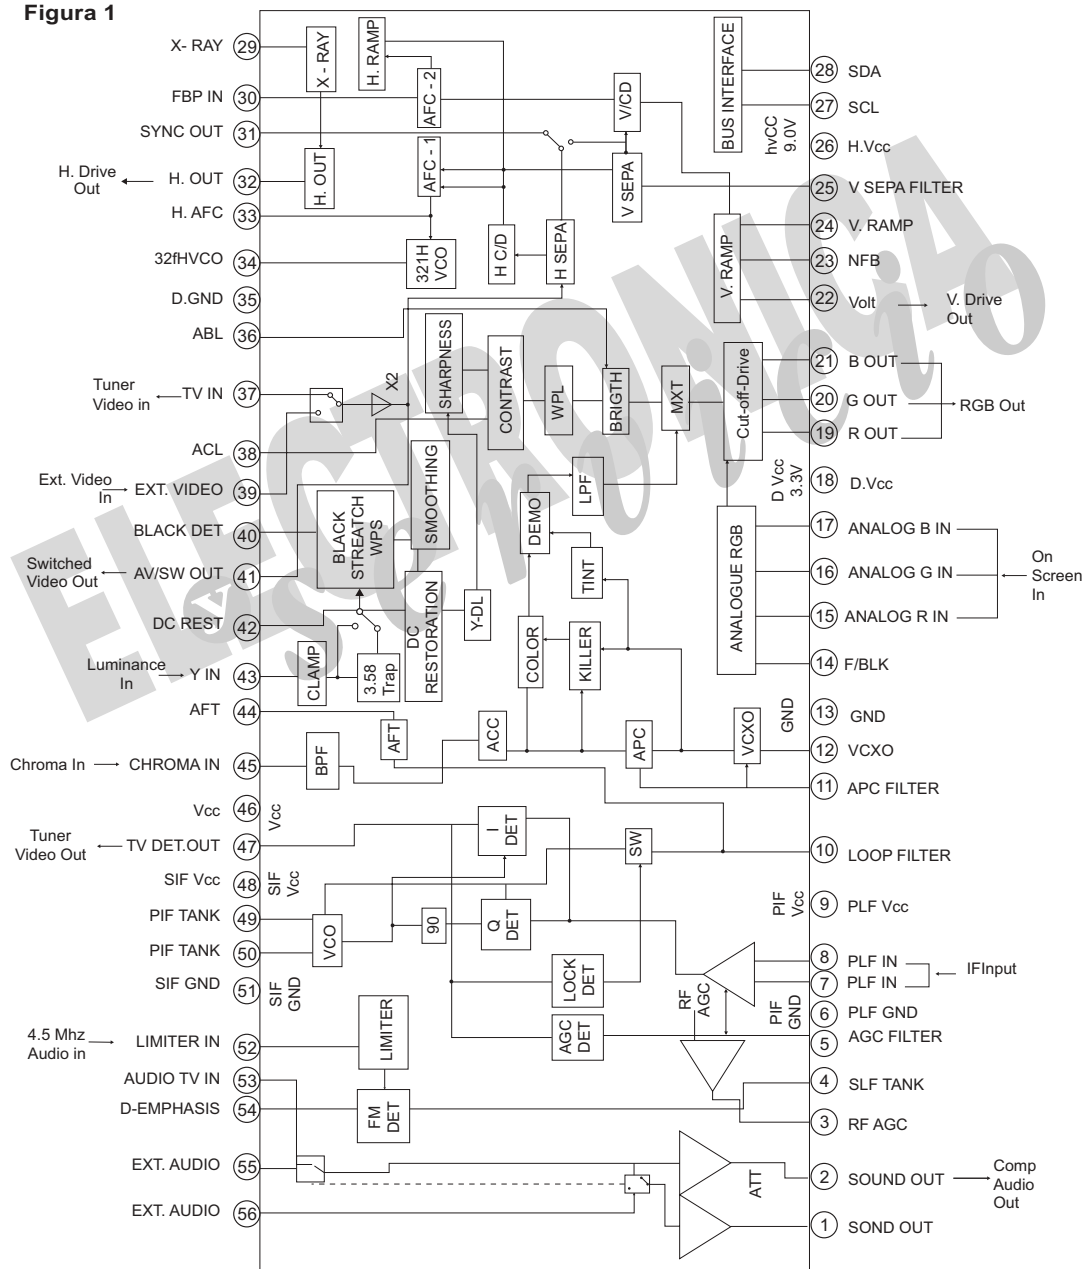 Figura 1
X- RAY 29
FBP IN 30
SYNC OUT 31
H. Drive Out
H. OUT 32
H. AFC 33
32fHVCO 34
D.GND 35
ABL 36
Tuner Video in
TV IN 37
ACL 38
Ext. Video In
EXT. VIDEO 39
BLACK DET 40
Switched Video Out
AV/SW OUT 41
DC REST 42
Luminance In
Y IN 43
AFT 44
Chroma In
CHROMA IN 45
Vcc 46
Vcc
Tuner Video Out
TV DET.OUT 47
SIF Vcc 48
SIF Vcc
PIF TANK 49
PIF TANK 50
SIF GND 51
SIF GND
4.5 Mhz Audio in
LIMITER IN 52
AUDIO TV IN 53
D-EMPHASIS 54
EXT. AUDIO 55
EXT. AUDIO 56
X - RAY
H. RAMP
AFC - 2
V/CD
BUS INTERFACE
H. OUT
AFC - 1
V SEPA
321H VCO
H C/D
H SEPA
V. RAMP
X2
SHARPNESS
CONTRAST
WPL
BRIGTH
MXT
Cut-off-Drive
BLACK STREATCH WPS
SMOOTHING
DEMO
LPF
TINT
ANALOGUE RGB
CLAMP
3.58 Trap
DC RESTORATION
Y-DL
COLOR
KILLER
AFT
BPF
ACC
APC
VCXO
I DET
SW
VCO
90
Q DET
LOCK DET
AGC DET
RF AGC
LIMITER
FM DET
ATT
28 SDA
27 SCL
hvCC 9.0V
26 H.Vcc
25 V SEPA FILTER
24 V. RAMP
23 NFB
22 Volt
V. Drive Out
21 B OUT
20 G OUT
RGB Out
19 R OUT
D Vcc 3.3V
18 D.Vcc
17 ANALOG B IN
16 ANALOG G IN
On Screen In
15 ANALOG R IN
14 F/BLK
GND
13 GND
12 VCXO
11 APC FILTER
10 LOOP FILTER
PIF Vcc
9 PLF Vcc
8 PLF IN
IFInput
7 PLF IN
PIF GND
6 PLF GND
5 AGC FILTER
4 SLF TANK
3 RF AGC
2 SOUND OUT
Comp Audio Out
1 SOND OUT
ELECTRONICA
y servicio